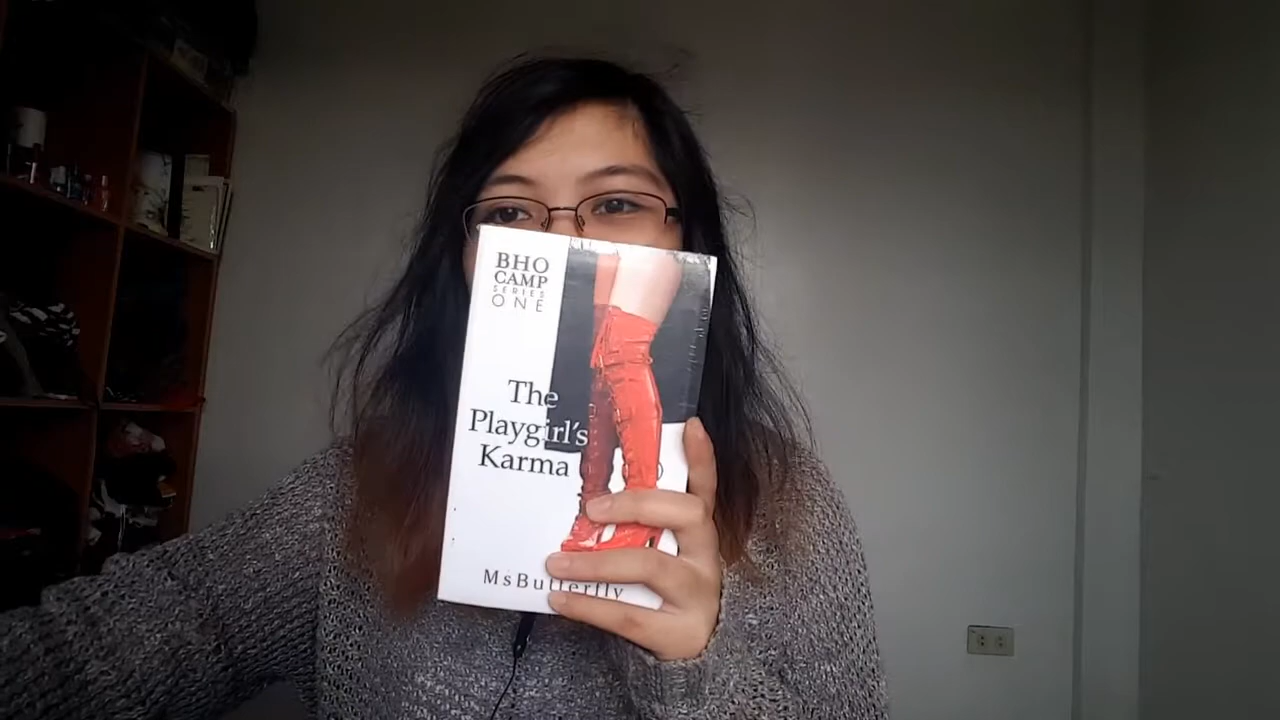 BHO
CAMP
SERIES
ONE
The
Playgirl's
Karma
MsButterfly